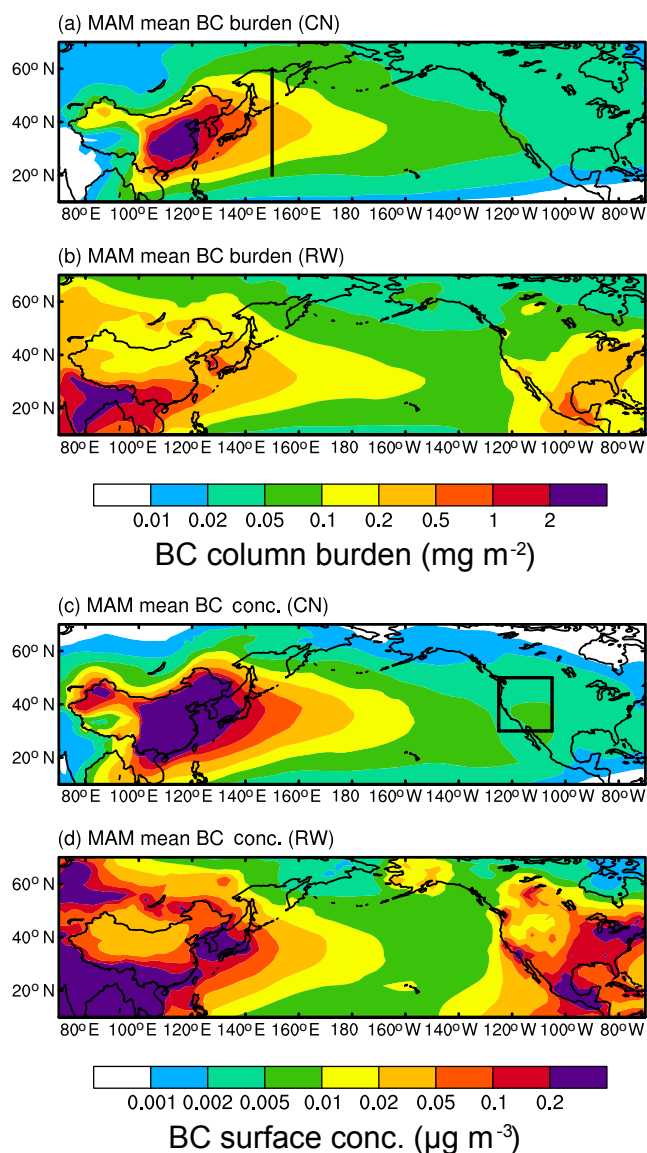 (a) MAM mean BC burden (CN)
60° N
40° N
20° N
80°E 100°E 120°E 140°E 160°E 180°W 160°W 140°W 120°W 100°W 80°W
(b) MAM mean BC burden (RW)
60° N
40° N
20° N
80°E 100°E 120°E 140°E 160°E 180°W 160°W 140°W 120°W 100°W 80°W
0.01 0.02 0.05 0.1 0.2 0.5 1 2
BC column burden (mg m⁻²)
(c) MAM mean BC conc. (CN)
60° N
40° N
20° N
80°E 100°E 120°E 140°E 160°E 180°W 160°W 140°W 120°W 100°W 80°W
(d) MAM mean BC conc. (RW)
60° N
40° N
20° N
80°E 100°E 120°E 140°E 160°E 180°W 160°W 140°W 120°W 100°W 80°W
0.001 0.002 0.005 0.01 0.02 0.05 0.1 0.2
BC surface conc. (μg m⁻³)